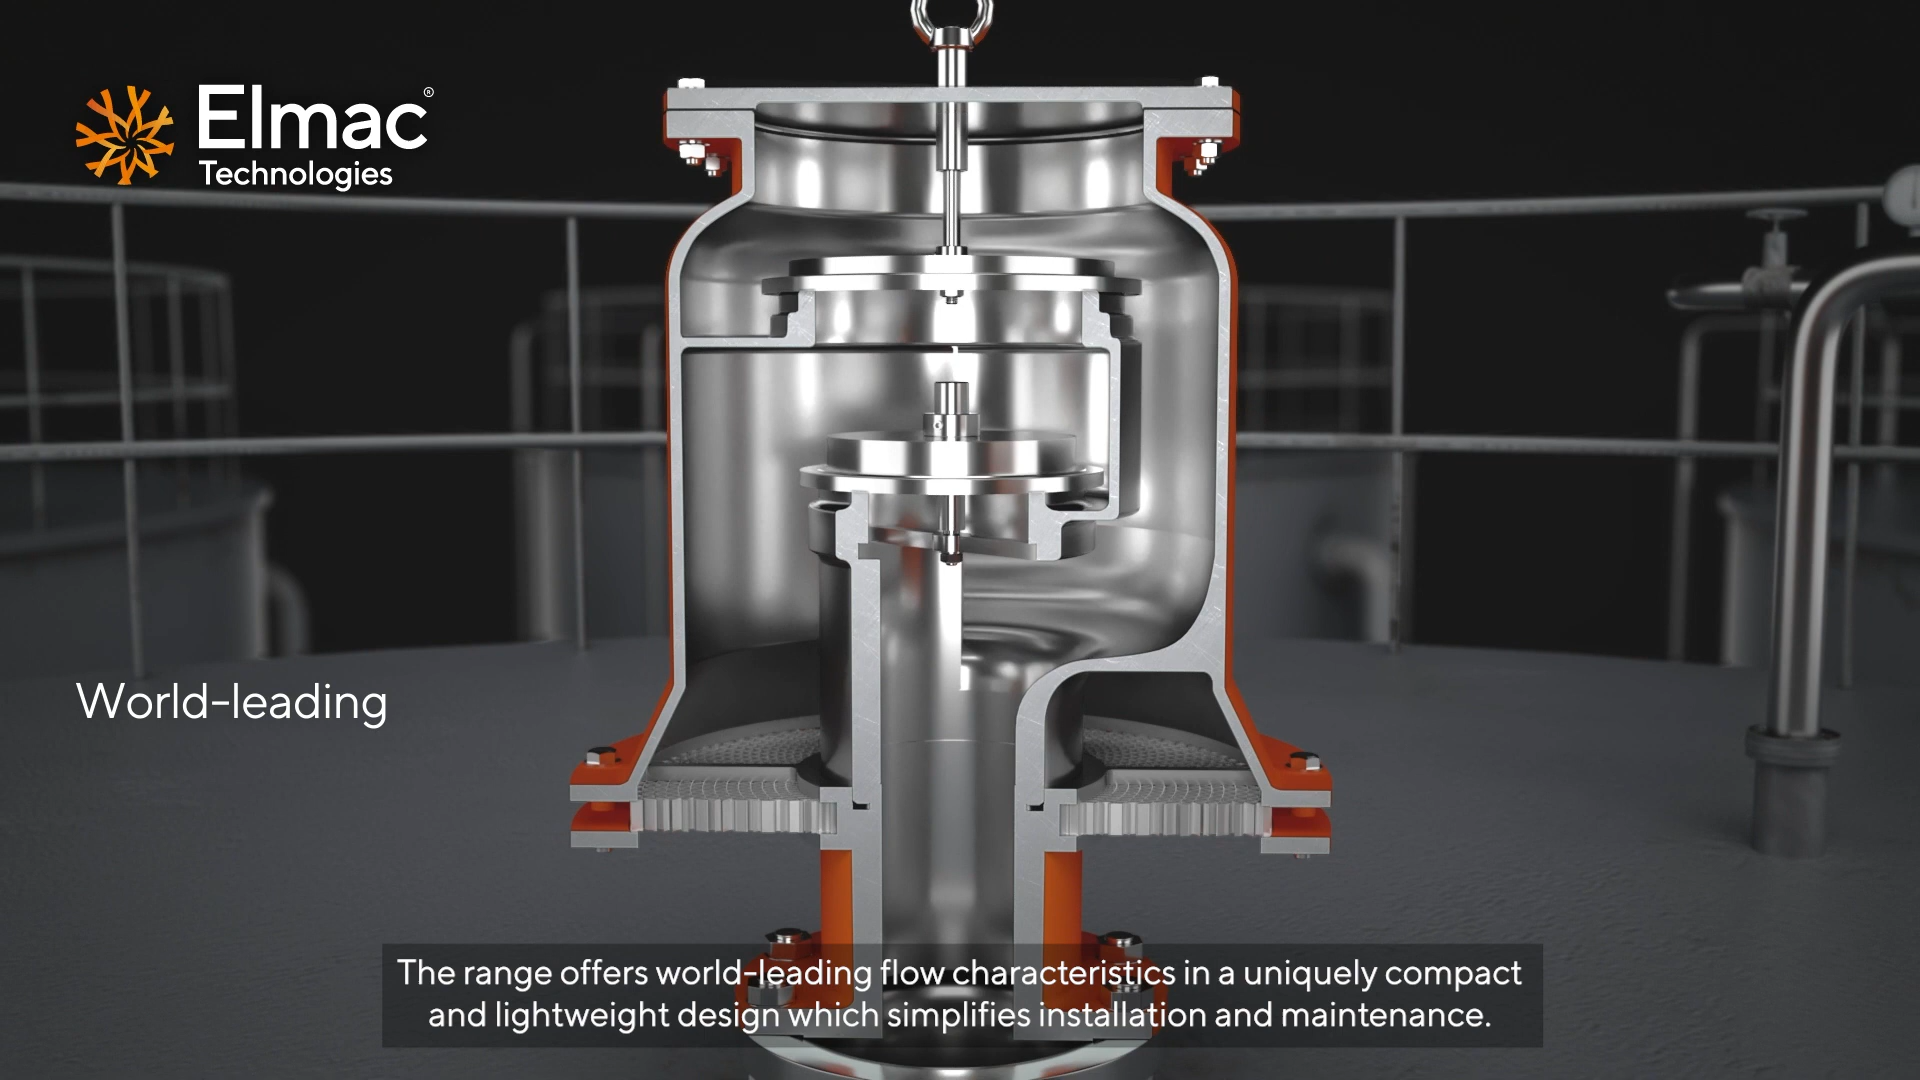 Elmac®
Technologies
World-leading
The range offers world-leading flow characteristics in a uniquely compact
and lightweight design which simplifies installation and maintenance.